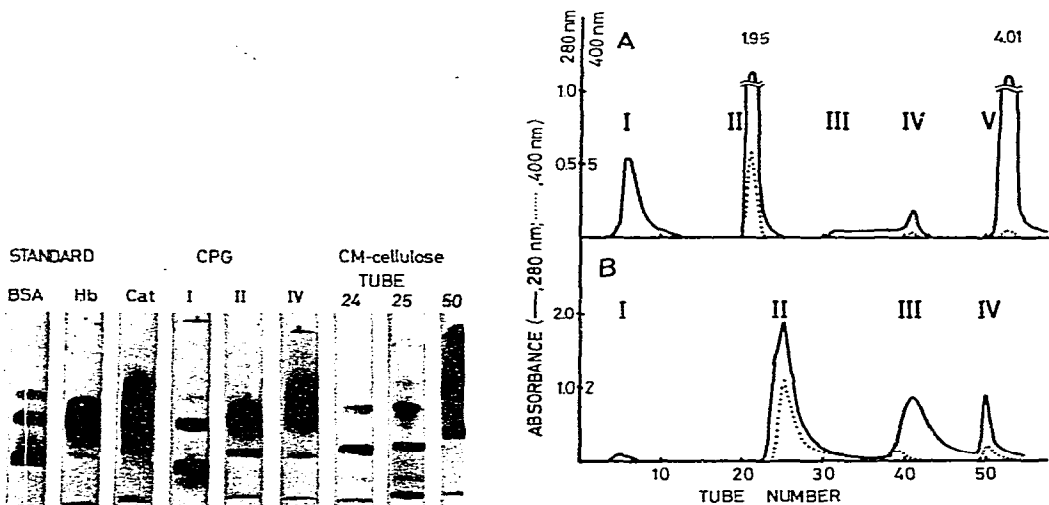 STANDARD CPG CM-cellulose
TUBE
BSA Hb Cat I II IV 24 25 50
280 nm
400 nm
A
1.95 4.01
1.0
I II III IV V
0.5 5
ABSORBANCE (—, 280 nm; ......, 400 nm)
B
2.0
I II III IV
1.0 2
10 20 30 40 50
TUBE NUMBER